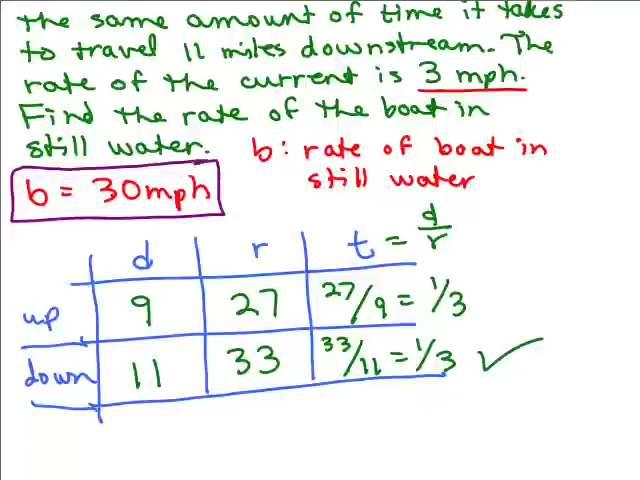 the same amount of time it takes
to travel 11 miles downstream. The
rate of the current is 3 mph.
Find the rate of the boat in
still water.
b: rate of boat in
still water
b = 30mph
d r t = d/r
up 9 27 27/9 = 1/3
down 11 33 33/11 = 1/3 ✓